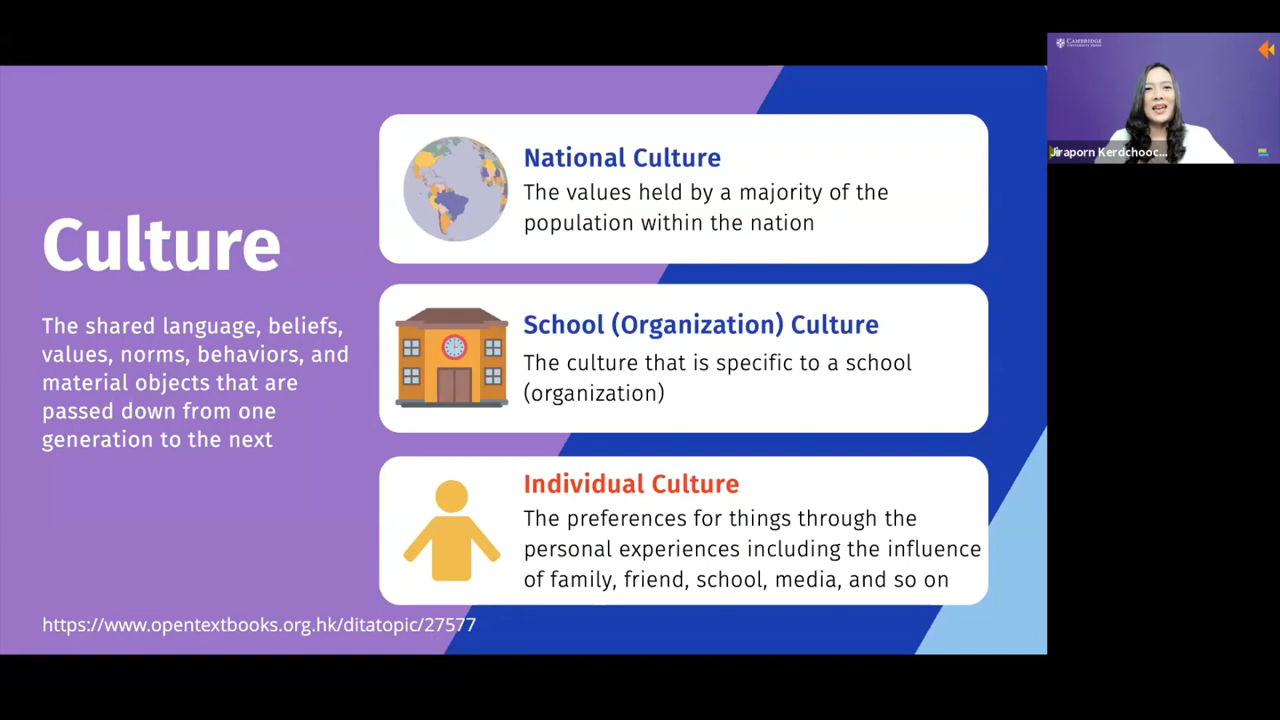 Culture
The shared language, beliefs,
values, norms, behaviors, and
material objects that are
passed down from one
generation to the next
https://www.opentextbooks.org.hk/ditatopic/27577
National Culture
The values held by a majority of the
population within the nation
School (Organization) Culture
The culture that is specific to a school
(organization)
Individual Culture
The preferences for things through the
personal experiences including the influence
of family, friend, school, media, and so on
CAMBRIDGE
UNIVERSITY PRESS
Jiraporn Kerdchooc...